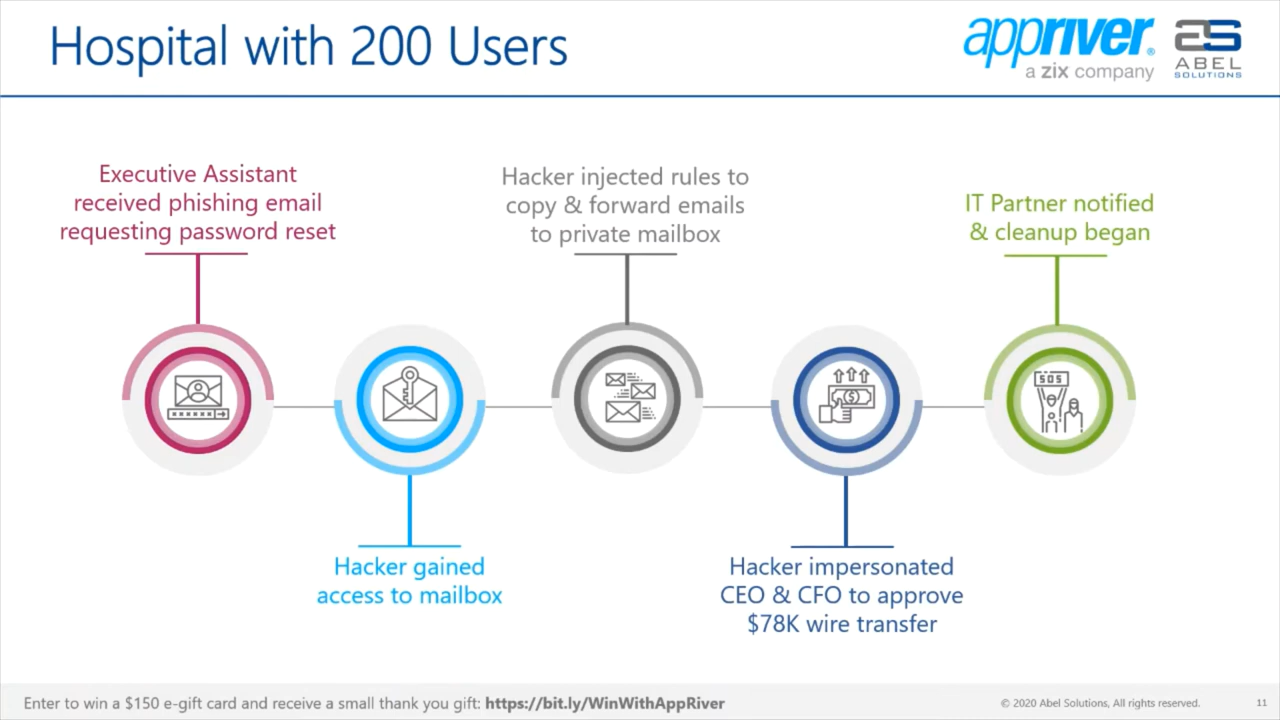 Hospital with 200 Users
appriver®
a zix company
ABEL
SOLUTIONS
Executive Assistant
received phishing email
requesting password reset
Hacker gained
access to mailbox
Hacker injected rules to
copy & forward emails
to private mailbox
Hacker impersonated
CEO & CFO to approve
$78K wire transfer
IT Partner notified
& cleanup began
SOS
Enter to win a $150 e-gift card and receive a small thank you gift: https://bit.ly/WinWithAppRiver
© 2020 Abel Solutions, All rights reserved.
11